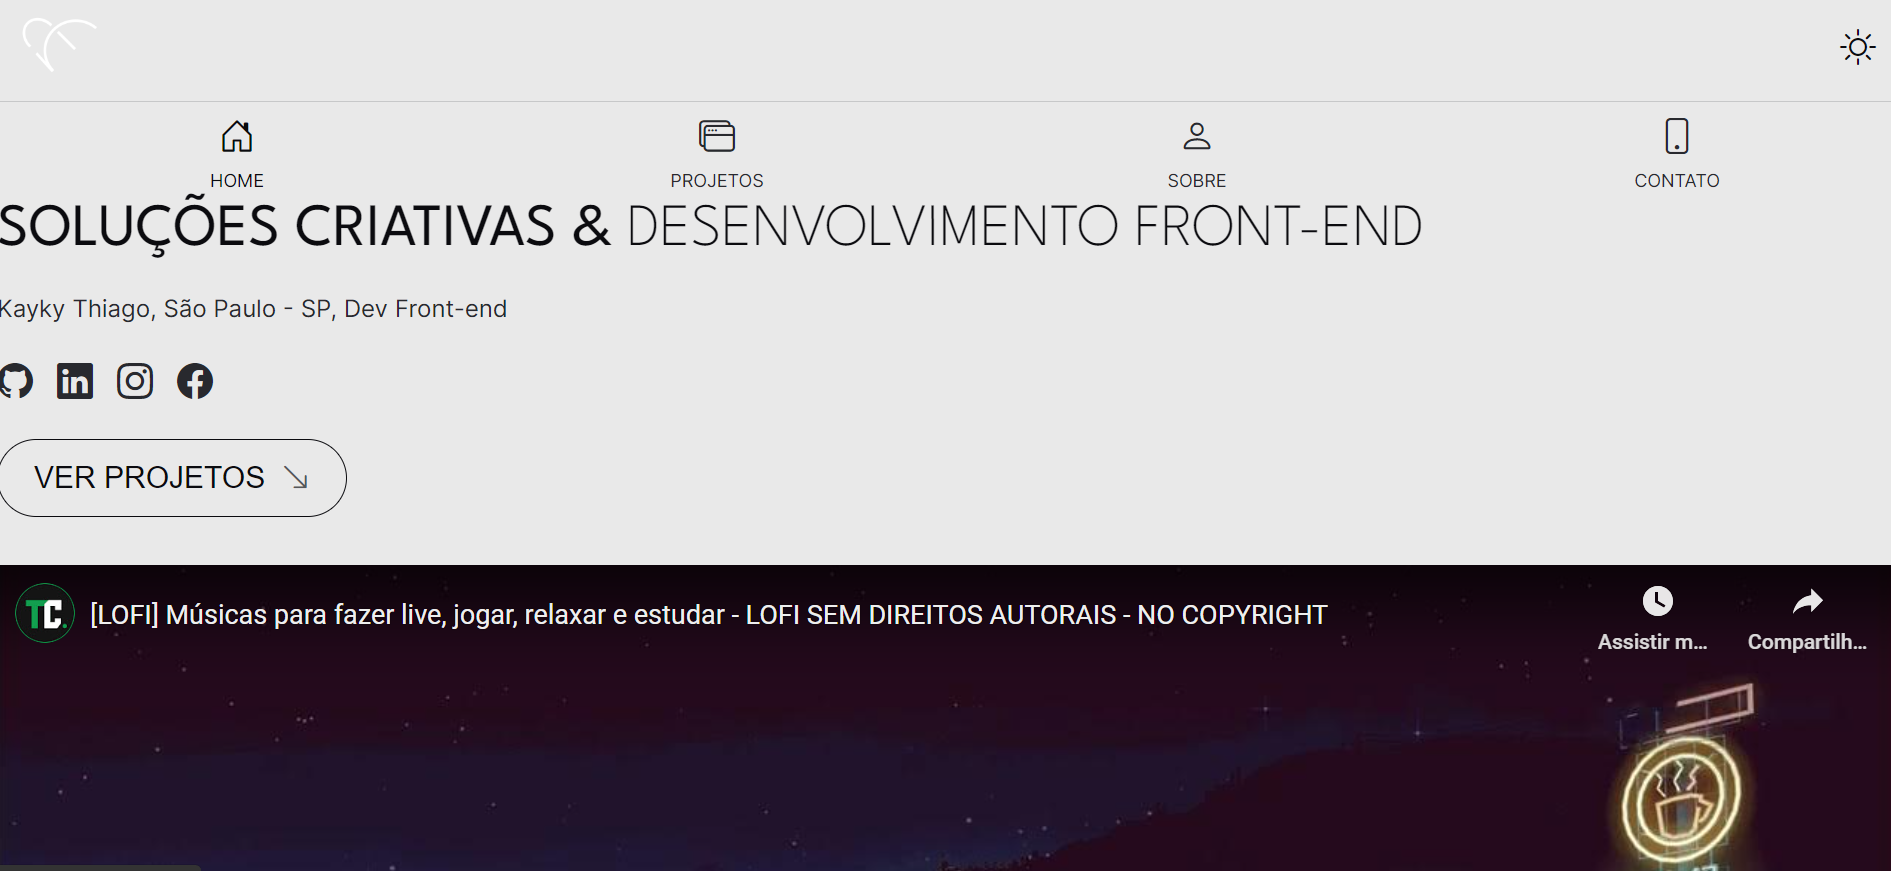 HOME
PROJETOS
SOBRE
CONTATO
SOLUÇÕES CRIATIVAS & DESENVOLVIMENTO FRONT-END
Kayky Thiago, São Paulo - SP, Dev Front-end
in
VER PROJETOS
TC.
[LOFI] Músicas para fazer live, jogar, relaxar e estudar - LOFI SEM DIREITOS AUTORAIS - NO COPYRIGHT
Assistir m...
Compartilh...